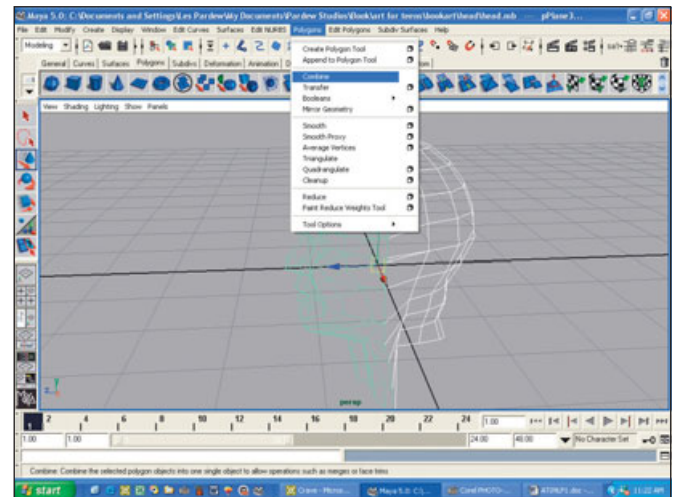 Maya 5.0: C:\Documents and Settings\Les Pardew\My Documents\Pardew Studios\Book\art for teens\bookart\head\head.mb --- pPlane3...
File Edit Modify Create Display Window Edit Curves Surfaces Edit NURBS Polygons Edit Polygons Subdiv Surfaces Help
Modeling
General Curves Surfaces Polygons Subdivs Deformation Animation
Create Polygon Tool
Append to Polygon Tool
Combine
Transfer
Booleans
Mirror Geometry
Smooth
Smooth Proxy
Average Vertices
Triangulate
Quadrangulate
Cleanup
Reduce
Paint Reduce Weights Tool
Tool Options
View Shading Lighting Show Panels
persp
2 4 6 8 10 12 14 16 18 20 22 24 1.00
1
1.00 1.00 24.00 48.00 No Character Set
Combine: Combine the selected polygon objects into one single object to allow operations such as merges or face trims
start Maya 5.0: C:\... Corel PHOTO-... 11:22 AM